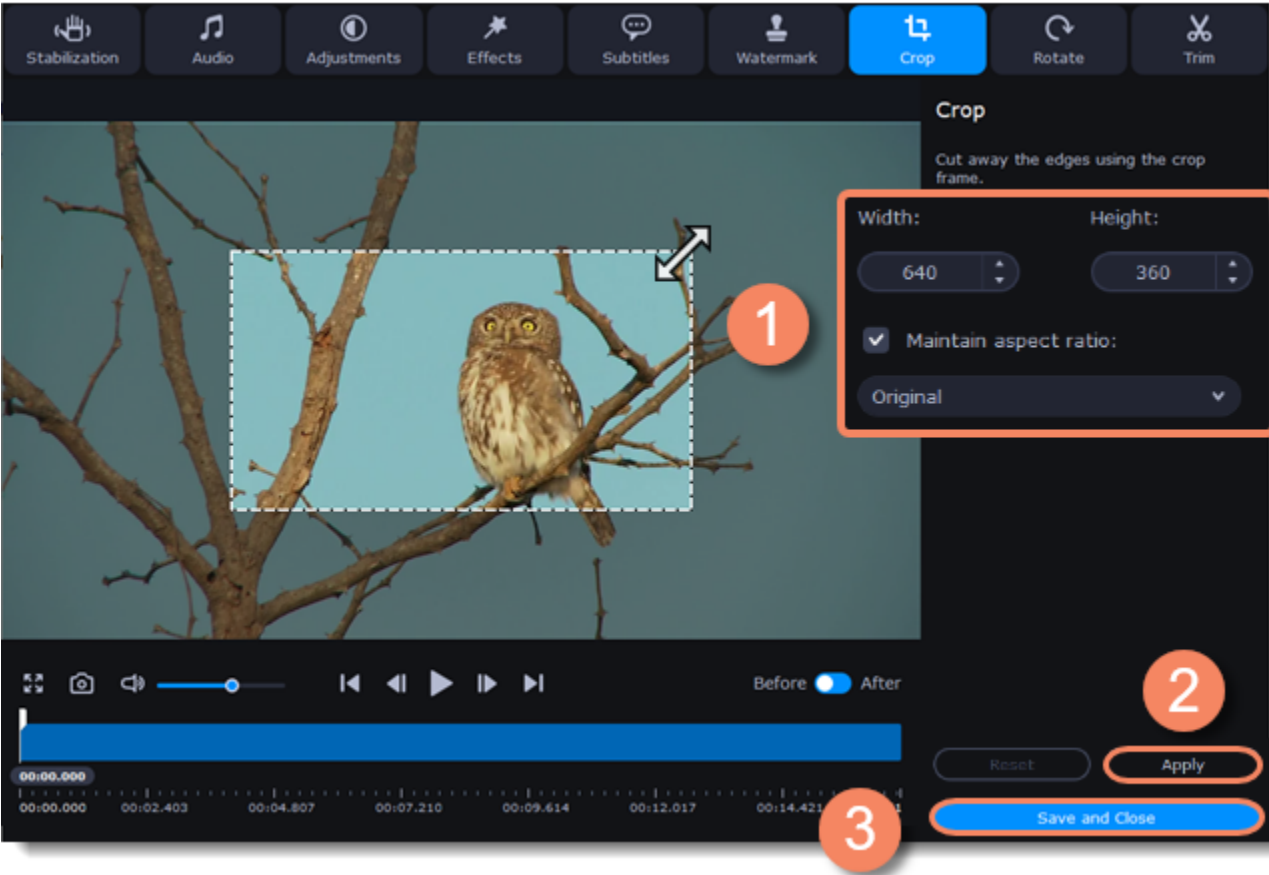 Stabilization
Audio
Adjustments
Effects
Subtitles
Watermark
Crop
Rotate
Trim
Crop
Cut away the edges using the crop
frame.
Width:
Height:
640
360
1
Maintain aspect ratio:
Original
Before
After
2
00:00.000
Reset
Apply
00:00.000
00:02.403
00:04.807
00:07.210
00:09.614
00:12.017
00:14.421
3
Save and Close